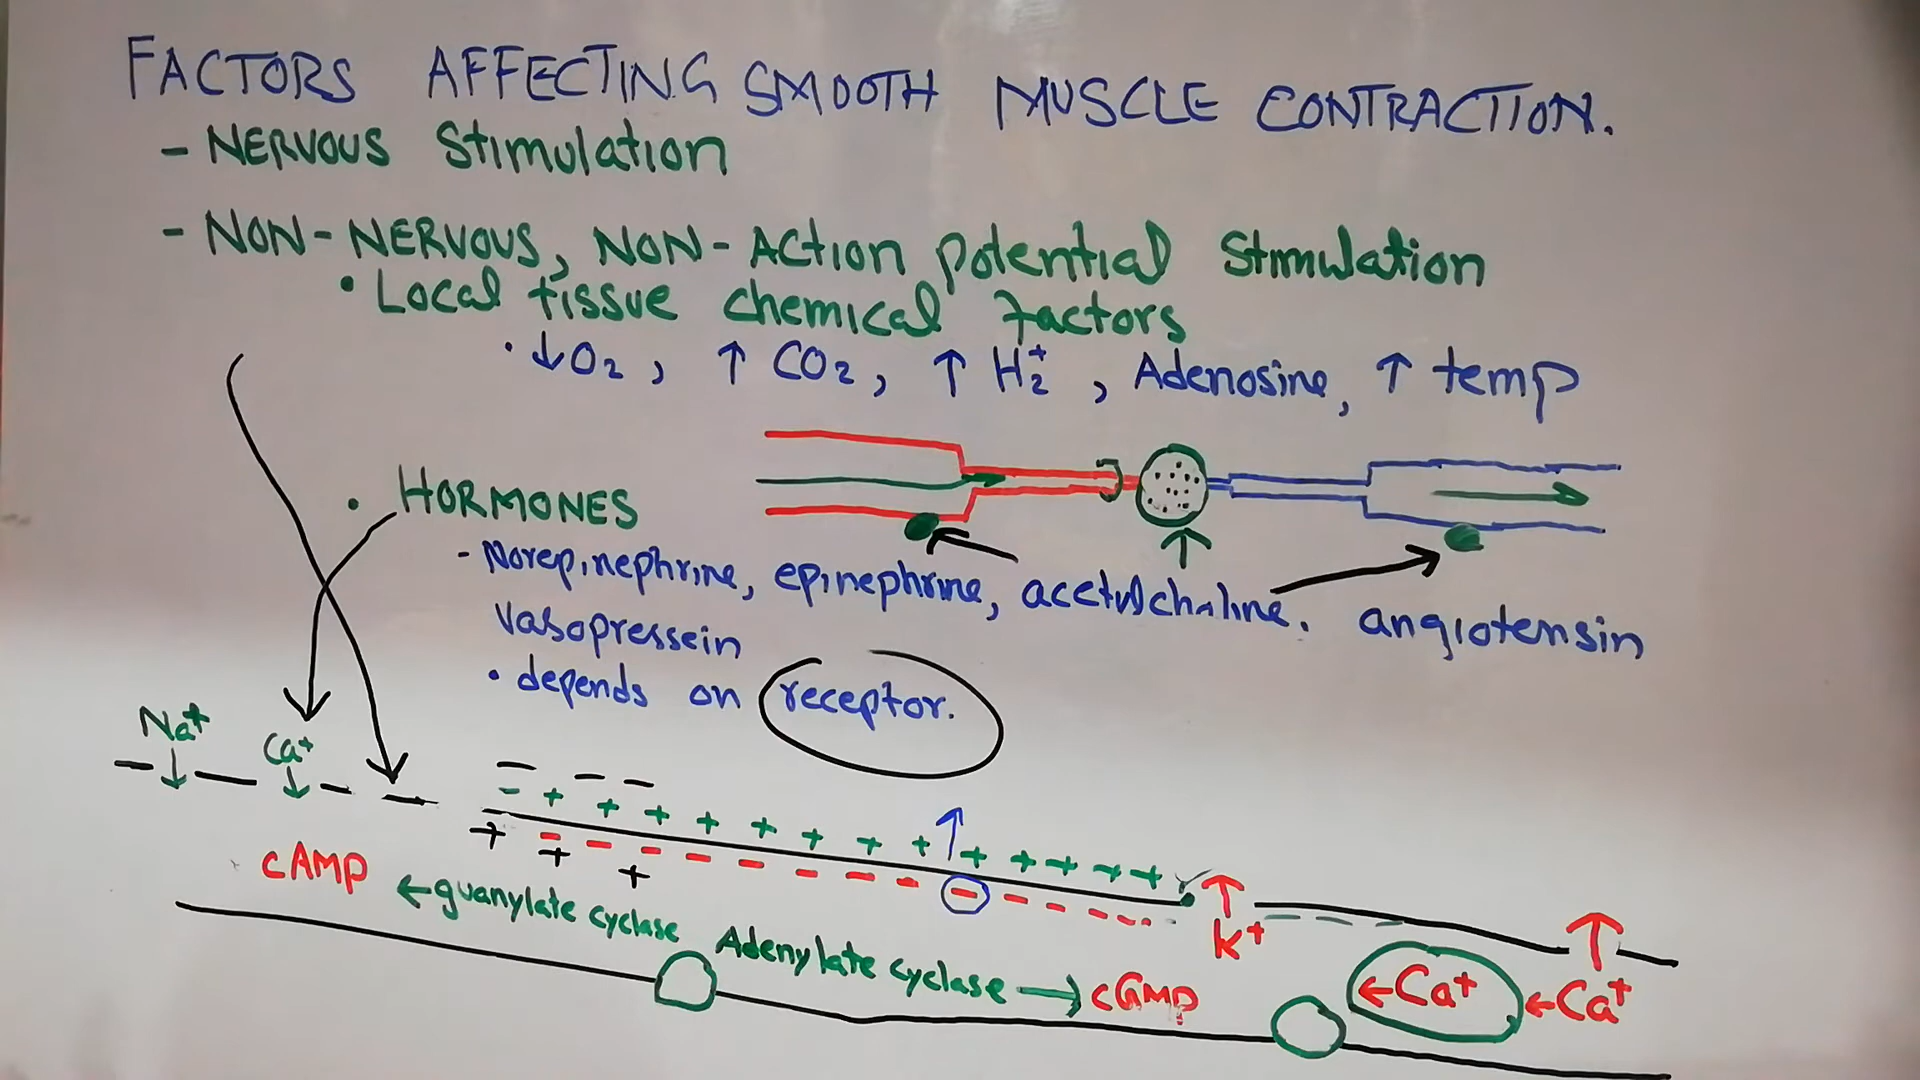 FACTORS AFFECTING SMOOTH MUSCLE CONTRACTION.
- NERVOUS Stimulation
- NON-NERVOUS, NON-ACtion potential Stimulation
• Local tissue chemical factors
• ↓O₂, ↑ CO₂, ↑ H₂⁺, Adenosine, ↑ temp
• HORMONES
- Norepinephrine, epinephrine, acetylcholine. angiotensin
vasopressein
• depends on receptor.
Na⁺
Ca⁺
- + + + + + + + + + + + + + +
+ + +
cAMP ← guanylate cyclase
Adenylate cyclase → cGMP
K⁺
← Ca⁺ ← Ca⁺